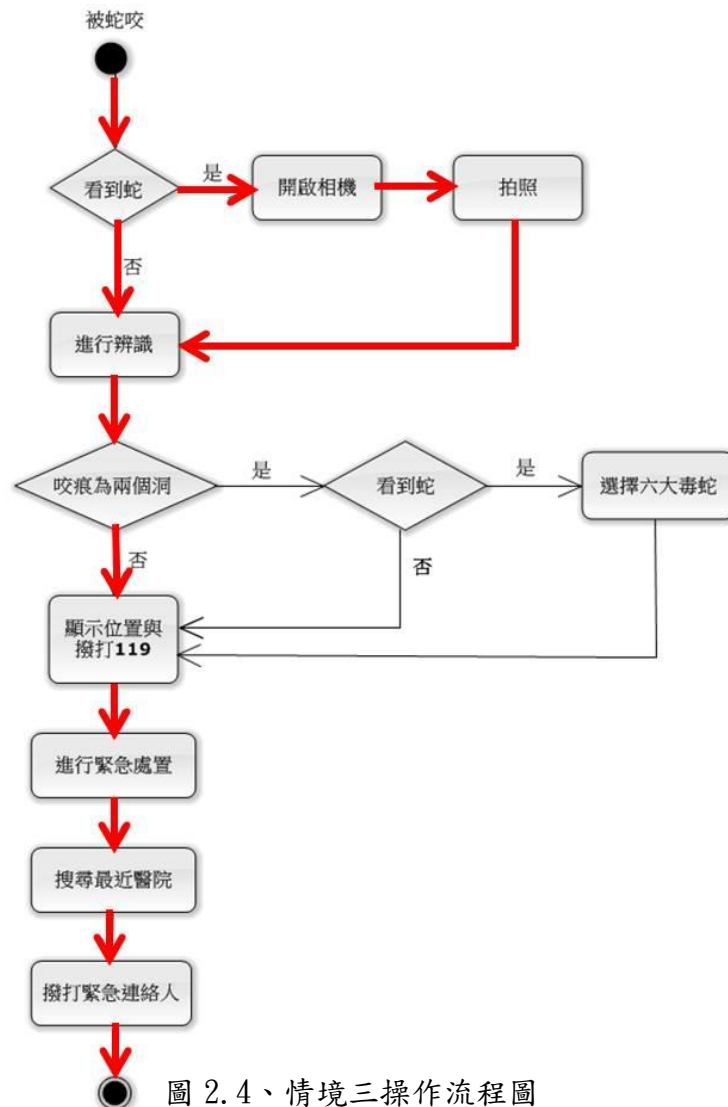 被蛇咬
看到蛇
是
開啟相機
拍照
否
進行辨識
咬痕為兩個洞
是
看到蛇
是
選擇六大毒蛇
否
否
顯示位置與
撥打119
進行緊急處置
搜尋最近醫院
撥打緊急連絡人
圖 2.4、情境三操作流程圖